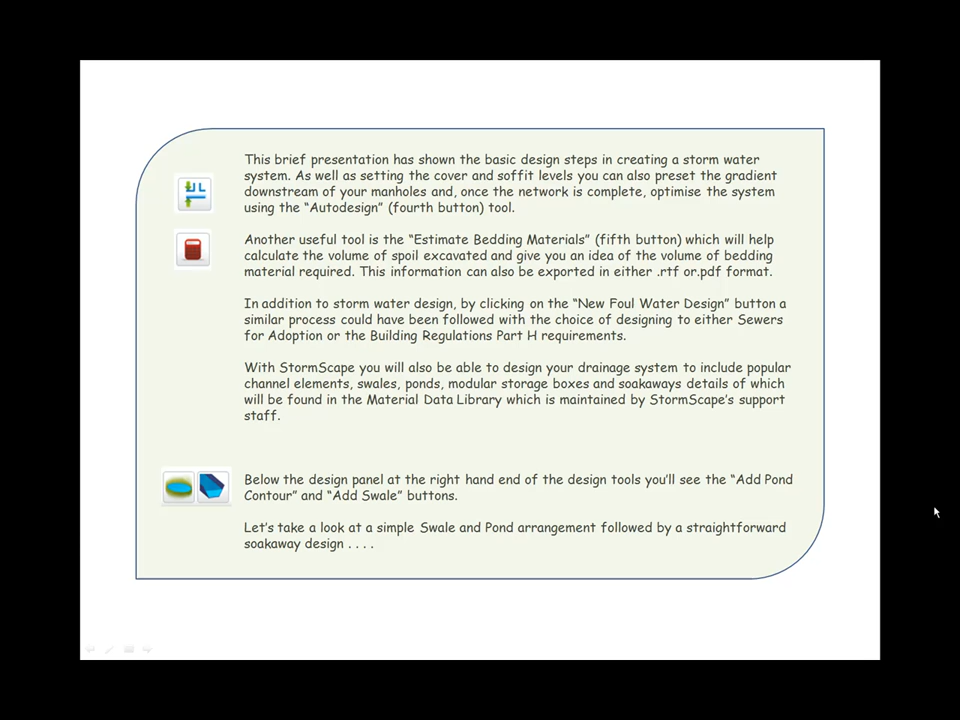 This brief presentation has shown the basic design steps in creating a storm water
system. As well as setting the cover and soffit levels you can also preset the gradient
downstream of your manholes and, once the network is complete, optimise the system
using the “Autodesign” (fourth button) tool.
Another useful tool is the “Estimate Bedding Materials” (fifth button) which will help
calculate the volume of spoil excavated and give you an idea of the volume of bedding
material required. This information can also be exported in either .rtf or.pdf format.
In addition to storm water design, by clicking on the “New Foul Water Design” button a
similar process could have been followed with the choice of designing to either Sewers
for Adoption or the Building Regulations Part H requirements.
With StormScape you will also be able to design your drainage system to include popular
channel elements, swales, ponds, modular storage boxes and soakaways details of which
will be found in the Material Data Library which is maintained by StormScape’s support
staff.
Below the design panel at the right hand end of the design tools you’ll see the “Add Pond
Contour” and “Add Swale” buttons.
Let’s take a look at a simple Swale and Pond arrangement followed by a straightforward
soakaway design . . . .